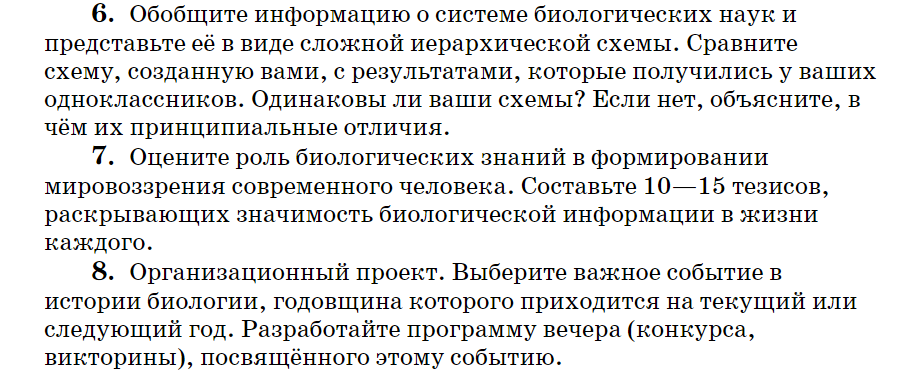 6. Обобщите информацию о системе биологических наук и
представьте её в виде сложной иерархической схемы. Сравните
схему, созданную вами, с результатами, которые получились у ваших
одноклассников. Одинаковы ли ваши схемы? Если нет, объясните, в
чём их принципиальные отличия.
7. Оцените роль биологических знаний в формировании
мировоззрения современного человека. Составьте 10—15 тезисов,
раскрывающих значимость биологической информации в жизни
каждого.
8. Организационный проект. Выберите важное событие в
истории биологии, годовщина которого приходится на текущий или
следующий год. Разработайте программу вечера (конкурса,
викторины), посвящённого этому событию.